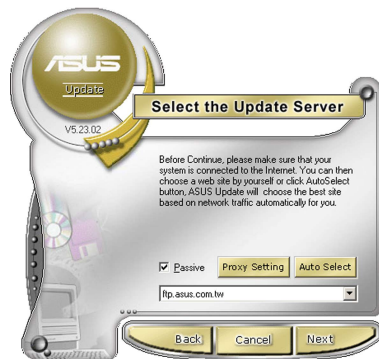 ASUS
Update
V5.23.02
Select the Update Server
Before Continue, please make sure that your
system is connected to the Internet. You can then
choose a web site by yourself or click AutoSelect
button, ASUS Update will choose the best site
based on network traffic automatically for you.
Passive
Proxy Setting
Auto Select
ftp.asus.com.tw
Back
Cancel
Next